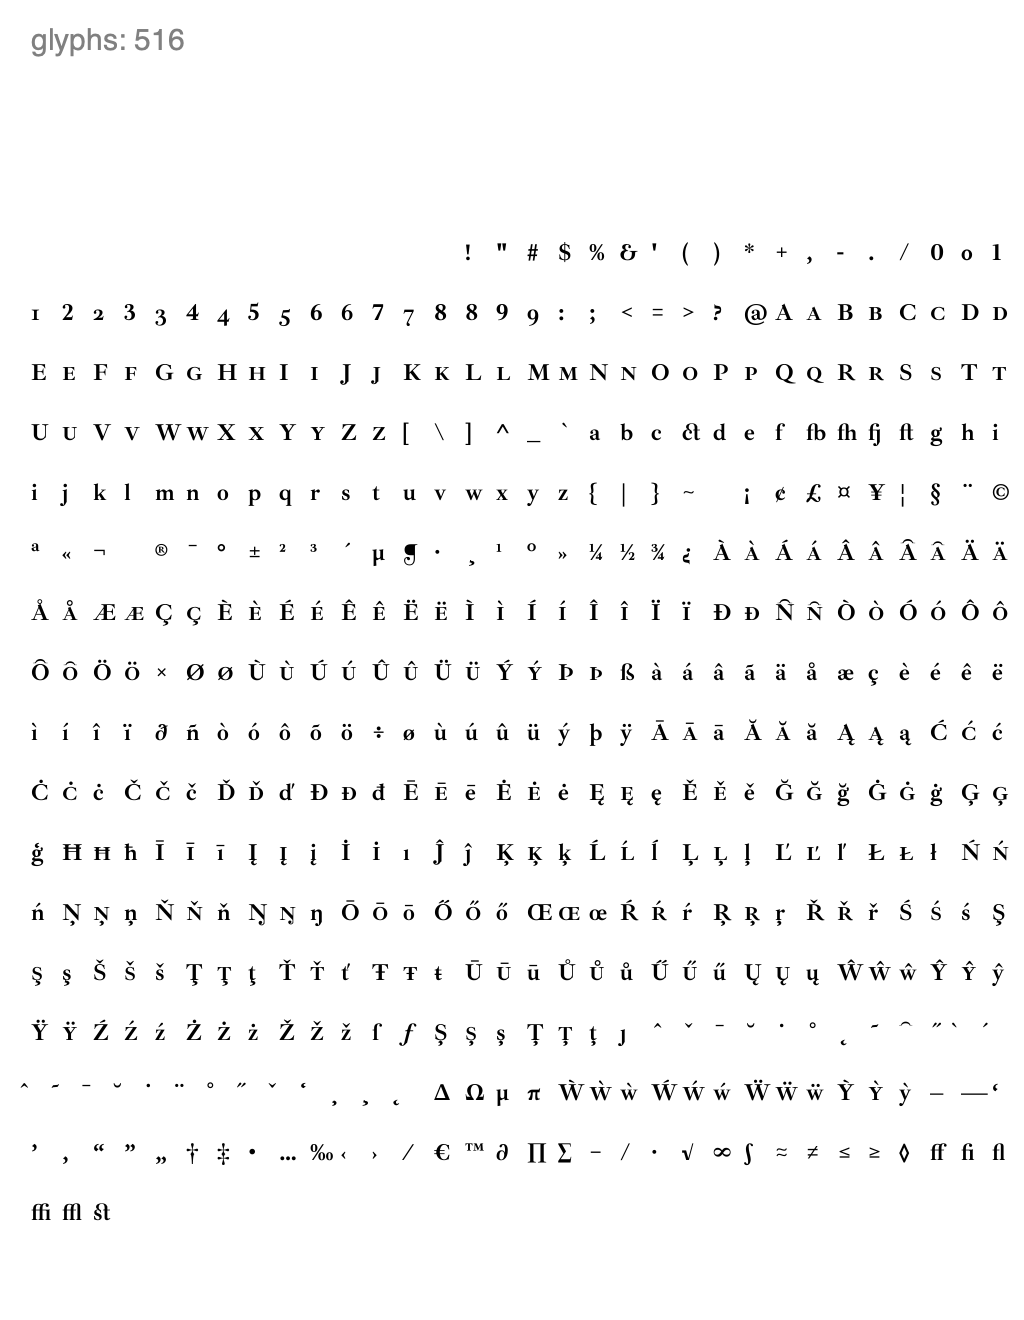 glyphs: 516
! " # $ % & ' ( ) * + , - . / 0 o 1
1 2 2 3 3 4 4 5 5 6 6 7 7 8 8 9 9 : ; < = > ? @ A A B B C C D D
E E F F G G H H I I J J K K L L M M N N O O P P Q Q R R S S T T
U U V V W W X X Y Y Z Z [ \ ] ^ _ ` a b c ct d e f fb fh fj ft g h i
i j k l m n o p q r s t u v w x y z { | } ~ ¡ ¢ £ ¤ ¥ ¦ § ¨ ©
ª « ¬ ® ¯ ° ± ² ³ ´ µ ¶ · ¸ ¹ º » ¼ ½ ¾ ¿ À À Á Á Â Â Ȃ Ȃ Ä Ä
Å Å Æ Æ Ç Ç È È É É Ê Ê Ë Ë Ì Ì Í Í Î Î Ï Ï Ð Ð Ñ Ñ Ò Ò Ó Ó Ô Ô
Ȏ Ȏ Ö Ö × Ø Ø Ù Ù Ú Ú Û Û Ü Ü Ý Ý Þ Þ ß à á â ã ä å æ ç è é ê ë
ì í î ï ð ñ ò ó ô õ ö ÷ ø ù ú û ü ý þ ÿ Ā Ā ā Ă Ă ă Ą Ą ą Ć Ć ć
Ċ Ċ ċ Č Č č Ď Ď ď Đ Đ đ Ē Ē ē Ė Ė ė Ę Ę ę Ě Ě ě Ğ Ğ ğ Ġ Ġ ġ Ģ Ģ
ģ Ħ Ħ ħ Ī Ī ī Į Į į İ İ ı Ĵ ĵ Ķ Ķ ķ Ĺ Ĺ ĺ Ļ Ļ ļ Ľ Ľ ľ Ł Ł ł Ń Ń
ń Ņ Ņ ņ Ň Ň ň Ŋ Ŋ ŋ Ō Ō ō Ő Ő ő Œ Œ œ Ŕ Ŕ ŕ Ŗ Ŗ ŗ Ř Ř ř Ś Ś ś Ş
Ş ş Š Š š Ţ Ţ ţ Ť Ť ť Ŧ Ŧ ŧ Ū Ū ū Ů Ů ů Ű Ű ű Ų Ų ų Ŵ Ŵ ŵ Ŷ Ŷ ŷ
Ÿ Ÿ Ź Ź ź Ż Ż ż Ž Ž ž ſ ƒ Ș Ș ș Ț Ț ț ȷ ˆ ˇ ˉ ˘ ˙ ˚ ˛ ˜ ̑ ˝ ` ´
ˆ ˜ ¯ ˘ ˙ ¨ ˚ ˝ ˇ ‘ , ¸ ˛ Δ Ω μ π Ẁ Ẁ ẁ Ẃ Ẃ ẃ Ẅ Ẅ ẅ Ỳ Ỳ ỳ – — ‘
’ ‚ “ ” „ † ‡ • … ‰ ‹ › ⁄ € ™ ∂ ∏ ∑ − ∕ ∙ √ ∞ ∫ ≈ ≠ ≤ ≥ ◊ ff fi fl
ffi ffl st